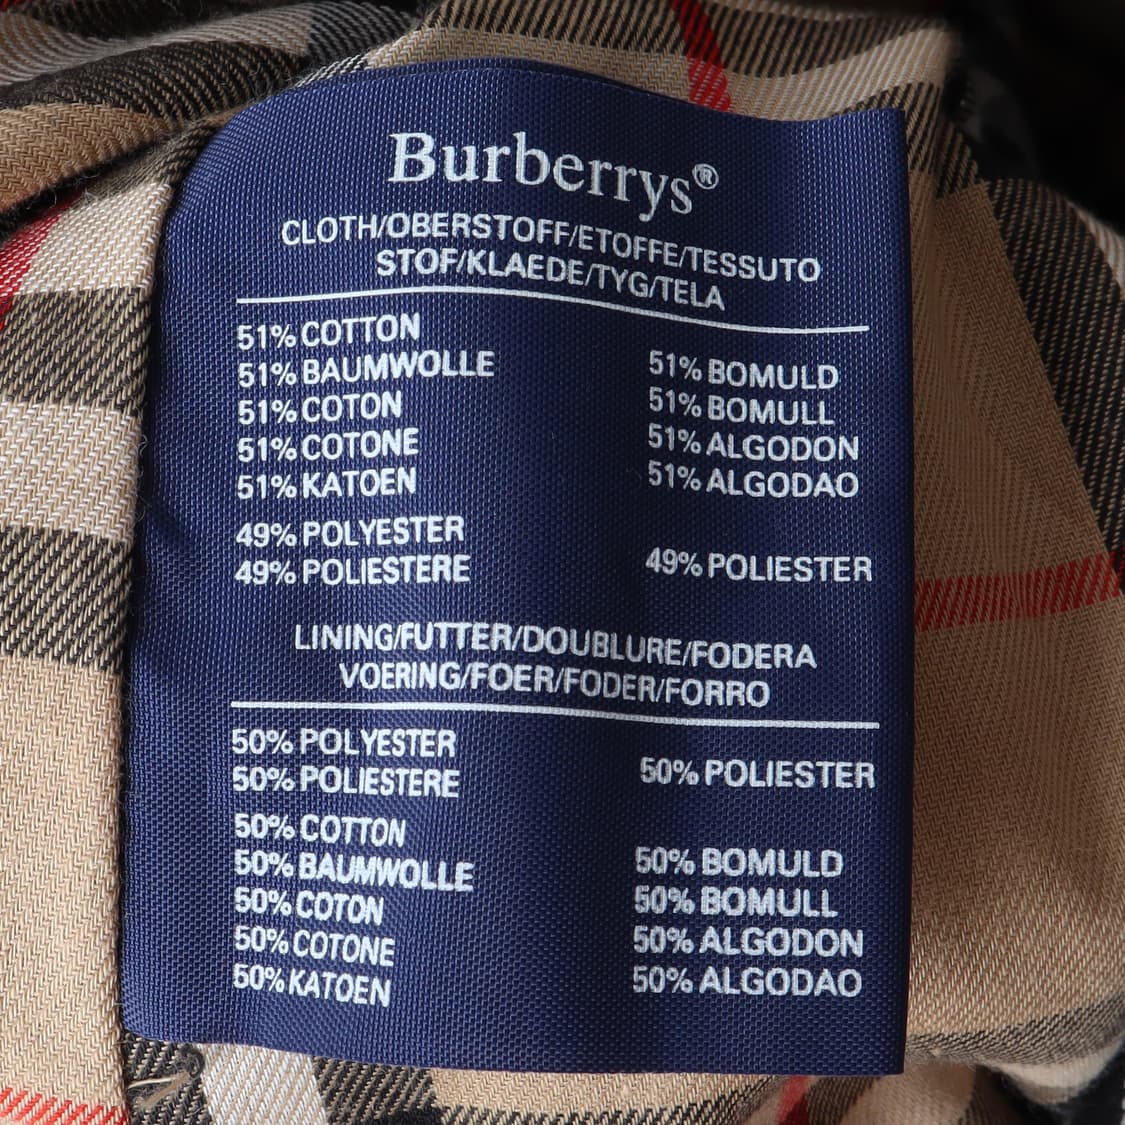 Burberrys®
CLOTH/OBERSTOFF/ETOFFE/TESSUTO
STOF/KLAEDE/TYG/TELA
51% COTTON
51% BAUMWOLLE 51% BOMULD
51% COTON 51% BOMULL
51% COTONE 51% ALGODON
51% KATOEN 51% ALGODAO
49% POLYESTER
49% POLIESTERE 49% POLIESTER
LINING/FUTTER/DOUBLURE/FODERA
VOERING/FOER/FODER/FORRO
50% POLYESTER
50% POLIESTERE 50% POLIESTER
50% COTTON
50% BAUMWOLLE 50% BOMULD
50% COTON 50% BOMULL
50% COTONE 50% ALGODON
50% KATOEN 50% ALGODAO